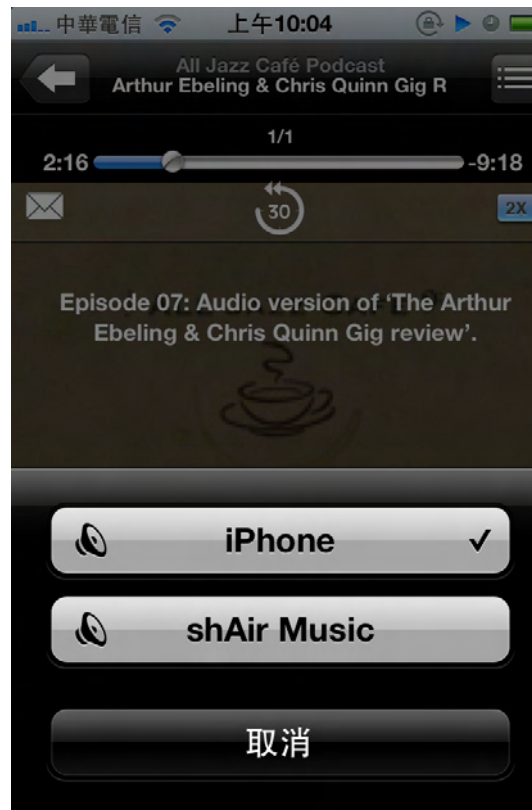 中華電信 上午10:04
All Jazz Café Podcast
Arthur Ebeling & Chris Quinn Gig R
1/1
2:16 -9:18
30 2X
Episode 07: Audio version of ‘The Arthur
Ebeling & Chris Quinn Gig review’.
iPhone
shAir Music
取消